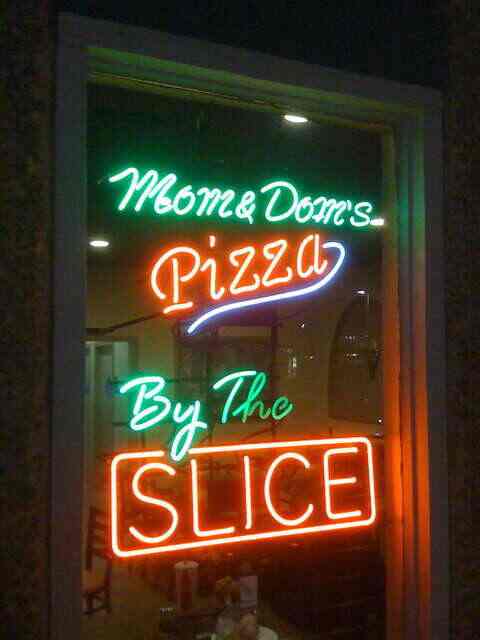 Mom & Dom's
Pizza
By The
SLICE